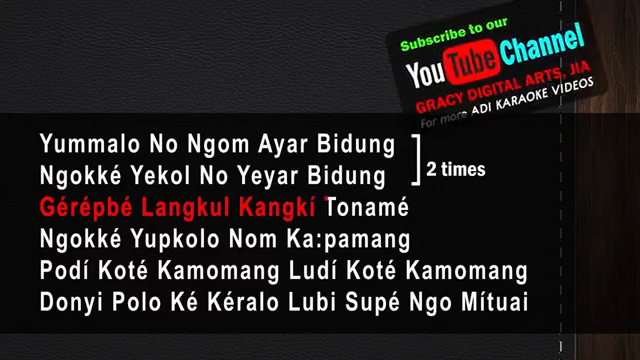 Subscribe to our
YouTube Channel
GRACY DIGITAL ARTS, JIA
For more ADI KARAOKE VIDEOS
Yummalo No Ngom Ayar Bidung
Ngokké Yekol No Yeyar Bidung
2 times
Gérépbé Langkul Kangkí Tonamé
Ngokké Yupkolo Nom Ka:pamang
Podí Koté Kamomang Ludí Koté Kamomang
Donyi Polo Ké Kéralo Lubi Supé Ngo Mítuai